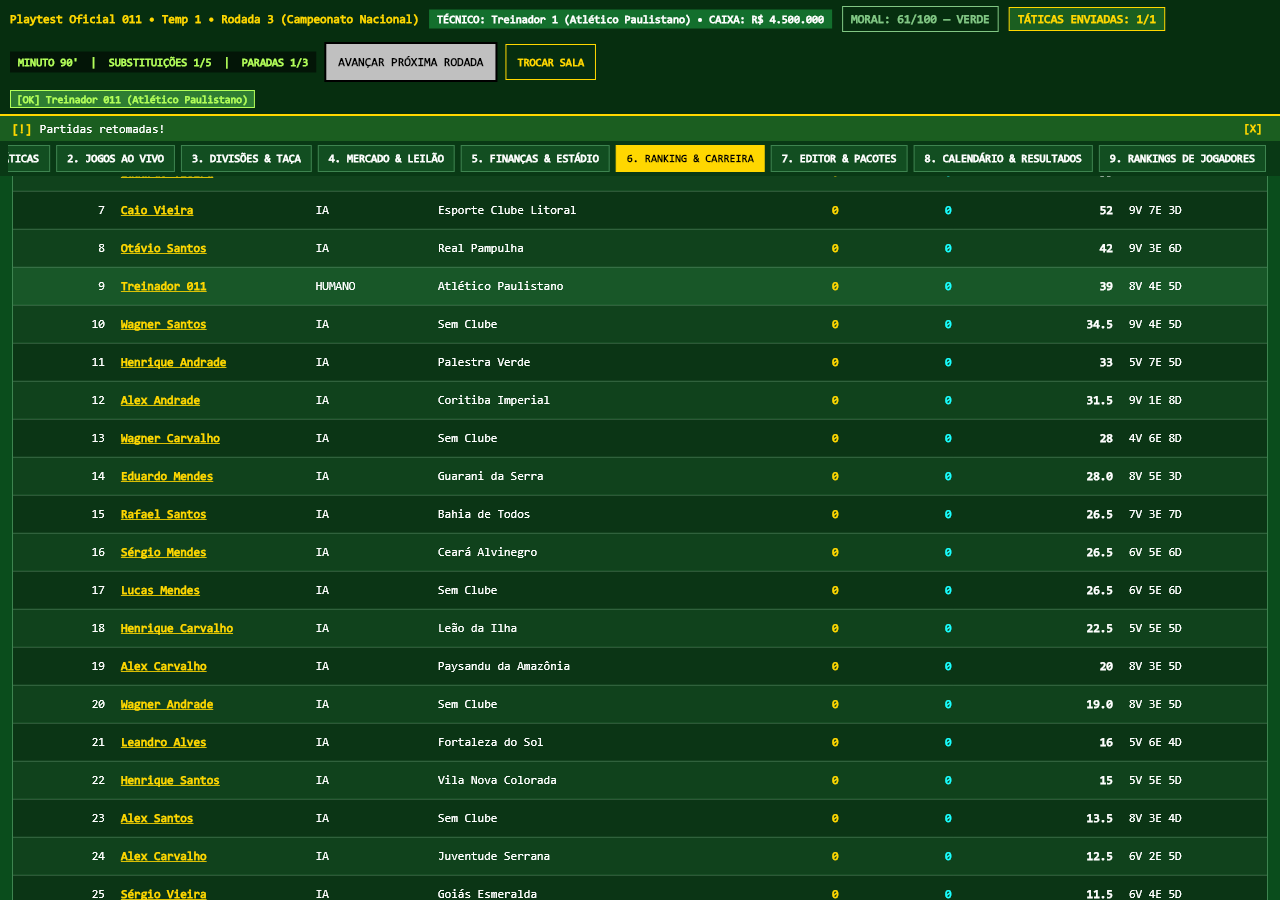 Playtest Oficial 011 • Temp 1 • Rodada 3 (Campeonato Nacional) TÉCNICO: Treinador 1 (Atlético Paulistano) • CAIXA: R$ 4.500.000 MORAL: 61/100 — VERDE TÁTICAS ENVIADAS: 1/1
MINUTO 90' | SUBSTITUIÇÕES 1/5 | PARADAS 1/3 AVANÇAR PRÓXIMA RODADA TROCAR SALA
[OK] Treinador 011 (Atlético Paulistano)
[!] Partidas retomadas! [X]
TICAS 2. JOGOS AO VIVO 3. DIVISÕES & TAÇA 4. MERCADO & LEILÃO 5. FINANÇAS & ESTÁDIO 6. RANKING & CARREIRA 7. EDITOR & PACOTES 8. CALENDÁRIO & RESULTADOS 9. RANKINGS DE JOGADORES
7 Caio Vieira IA Esporte Clube Litoral 0 0 52 9V 7E 3D
8 Otávio Santos IA Real Pampulha 0 0 42 9V 3E 6D
9 Treinador 011 HUMANO Atlético Paulistano 0 0 39 8V 4E 5D
10 Wagner Santos IA Sem Clube 0 0 34.5 9V 4E 5D
11 Henrique Andrade IA Palestra Verde 0 0 33 5V 7E 5D
12 Alex Andrade IA Coritiba Imperial 0 0 31.5 9V 1E 8D
13 Wagner Carvalho IA Sem Clube 0 0 28 4V 6E 8D
14 Eduardo Mendes IA Guarani da Serra 0 0 28.0 8V 5E 3D
15 Rafael Santos IA Bahia de Todos 0 0 26.5 7V 3E 7D
16 Sérgio Mendes IA Ceará Alvinegro 0 0 26.5 6V 5E 6D
17 Lucas Mendes IA Sem Clube 0 0 26.5 6V 5E 6D
18 Henrique Carvalho IA Leão da Ilha 0 0 22.5 5V 5E 5D
19 Alex Carvalho IA Paysandu da Amazônia 0 0 20 8V 3E 5D
20 Wagner Andrade IA Sem Clube 0 0 19.0 8V 3E 5D
21 Leandro Alves IA Fortaleza do Sol 0 0 16 5V 6E 4D
22 Henrique Santos IA Vila Nova Colorada 0 0 15 5V 5E 5D
23 Alex Santos IA Sem Clube 0 0 13.5 8V 3E 4D
24 Alex Carvalho IA Juventude Serrana 0 0 12.5 6V 2E 5D
25 Sérgio Vieira IA Goiás Esmeralda 0 0 11.5 6V 4E 5D